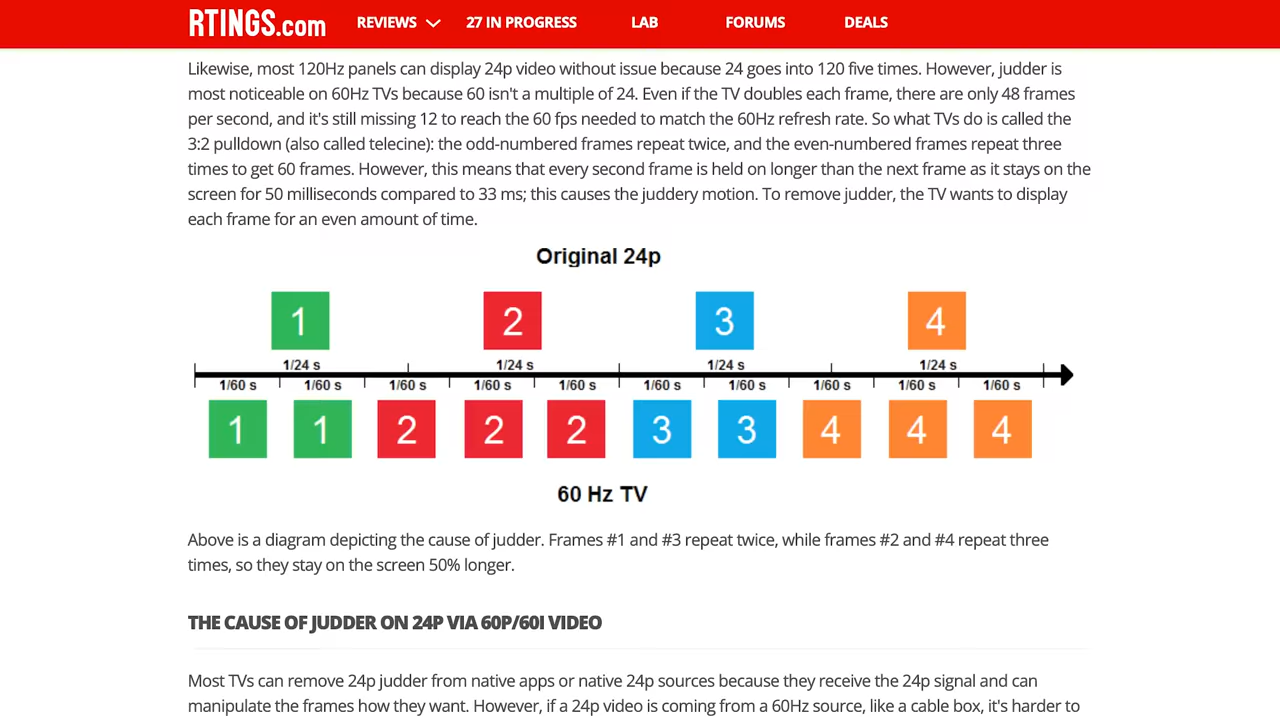 RTINGS.com REVIEWS 27 IN PROGRESS LAB FORUMS DEALS
Likewise, most 120Hz panels can display 24p video without issue because 24 goes into 120 five times. However, judder is
most noticeable on 60Hz TVs because 60 isn't a multiple of 24. Even if the TV doubles each frame, there are only 48 frames
per second, and it's still missing 12 to reach the 60 fps needed to match the 60Hz refresh rate. So what TVs do is called the
3:2 pulldown (also called telecine): the odd-numbered frames repeat twice, and the even-numbered frames repeat three
times to get 60 frames. However, this means that every second frame is held on longer than the next frame as it stays on the
screen for 50 milliseconds compared to 33 ms; this causes the juddery motion. To remove judder, the TV wants to display
each frame for an even amount of time.
Original 24p
1 2 3 4
1/24 s 1/24 s 1/24 s 1/24 s
1/60 s 1/60 s 1/60 s 1/60 s 1/60 s 1/60 s 1/60 s 1/60 s 1/60 s 1/60 s
1 1 2 2 2 3 3 4 4 4
60 Hz TV
Above is a diagram depicting the cause of judder. Frames #1 and #3 repeat twice, while frames #2 and #4 repeat three
times, so they stay on the screen 50% longer.
THE CAUSE OF JUDDER ON 24P VIA 60P/60I VIDEO
Most TVs can remove 24p judder from native apps or native 24p sources because they receive the 24p signal and can
manipulate the frames how they want. However, if a 24p video is coming from a 60Hz source, like a cable box, it's harder to